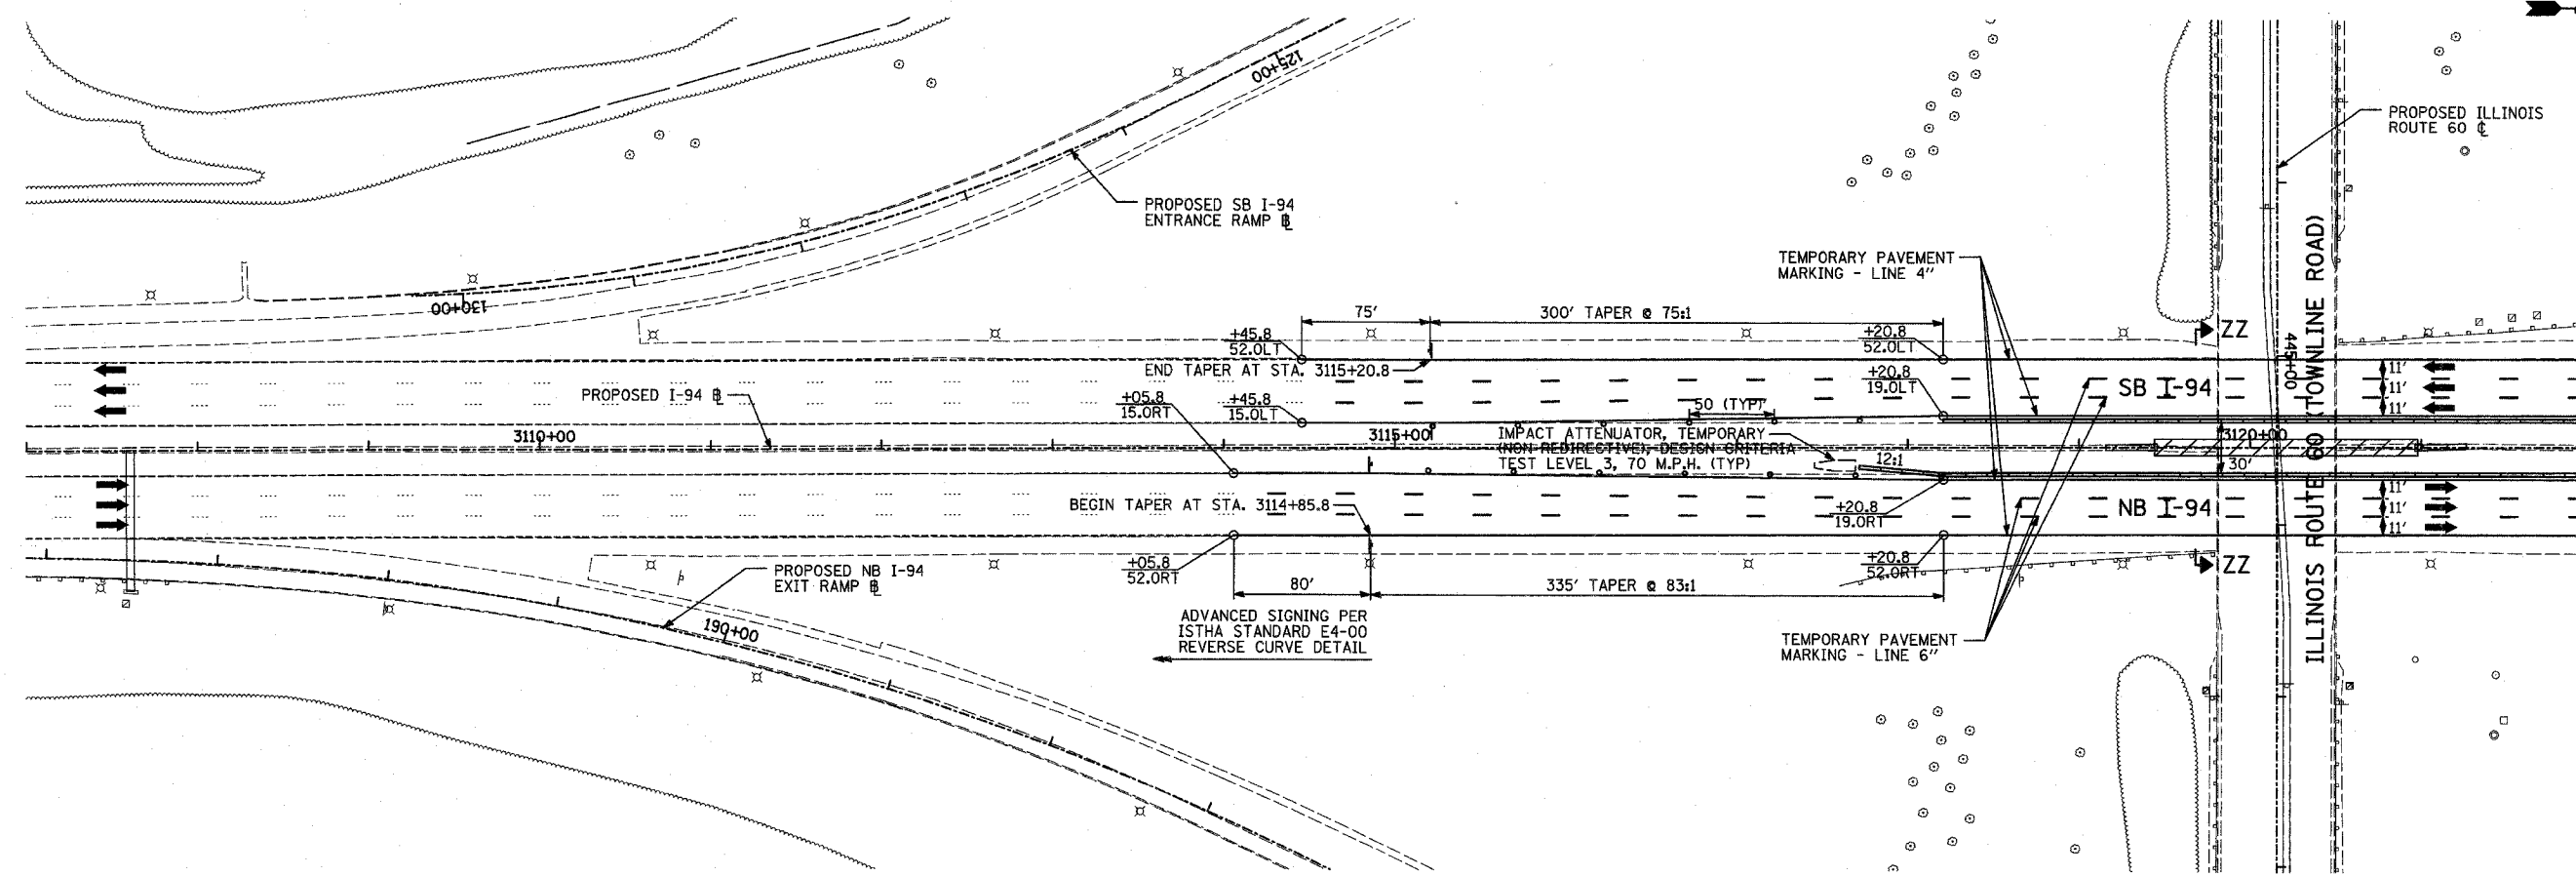 125+00
PROPOSED ILLINOIS
ROUTE 60 ℄
PROPOSED SB I-94
ENTRANCE RAMP B̲L
TEMPORARY PAVEMENT
MARKING - LINE 4"
130+00
75'
300' TAPER @ 75:1
+45.8
52.0LT
+20.8
52.0LT
ZZ
END TAPER AT STA. 3115+20.8
+20.8
19.0LT
445+00
ILLINOIS ROUTE 60 (TOWNLINE ROAD)
11'
11'
11'
SB I-94
PROPOSED I-94 B̲L
+05.8
15.0RT
+45.8
15.0LT
50 (TYP)
3110+00
3115+00
3120+00
IMPACT ATTENUATOR, TEMPORARY
(NON-REDIRECTIVE), DESIGN CRITERIA
TEST LEVEL 3, 70 M.P.H. (TYP)
12:1
30'
11'
11'
11'
NB I-94
BEGIN TAPER AT STA. 3114+85.8
+20.8
19.0RT
+05.8
52.0RT
+20.8
52.0RT
ZZ
PROPOSED NB I-94
EXIT RAMP B̲L
80'
335' TAPER @ 83:1
190+00
ADVANCED SIGNING PER
ISTHA STANDARD E4-00
REVERSE CURVE DETAIL
TEMPORARY PAVEMENT
MARKING - LINE 6"